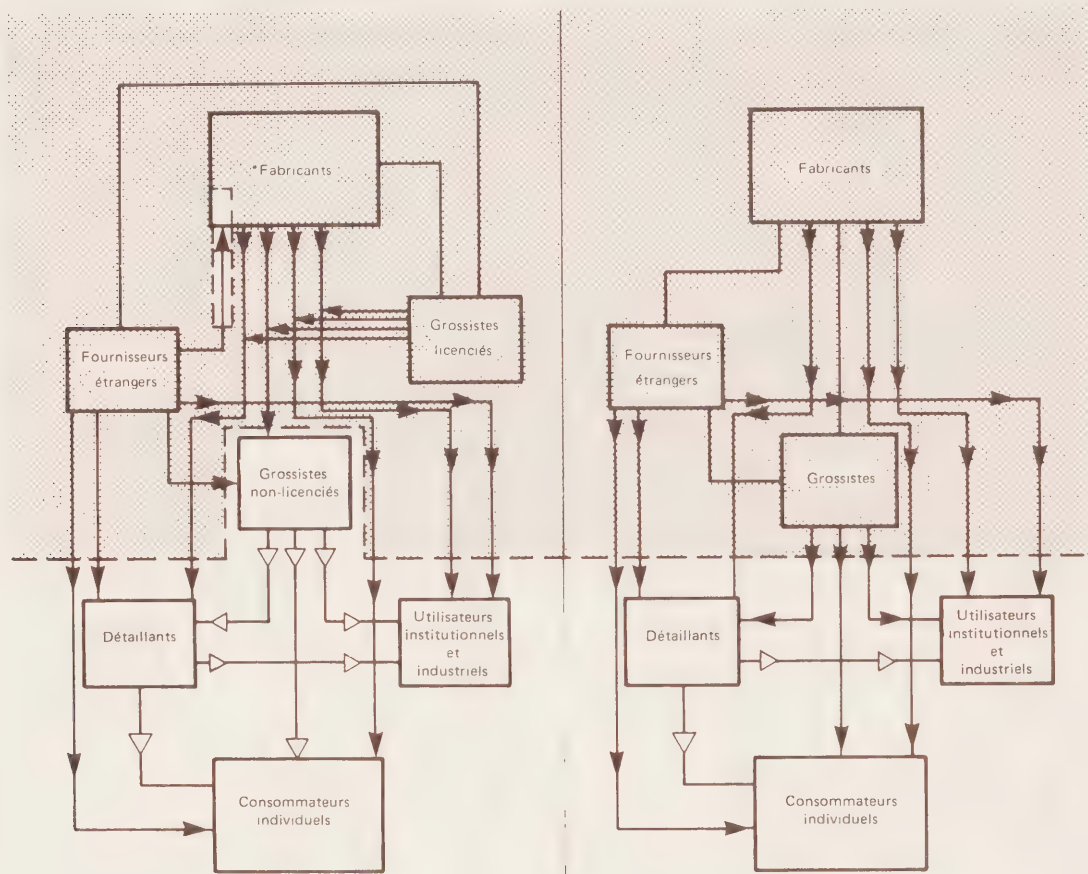 *Fabricants
Grossistes
licenciés
Fournisseurs
étrangers
Grossistes
non-licenciés
Détaillants
Utilisateurs
institutionnels
et
industriels
Consommateurs
individuels
Fabricants
Fournisseurs
étrangers
Grossistes
Détaillants
Utilisateurs
institutionnels
et
industriels
Consommateurs
individuels